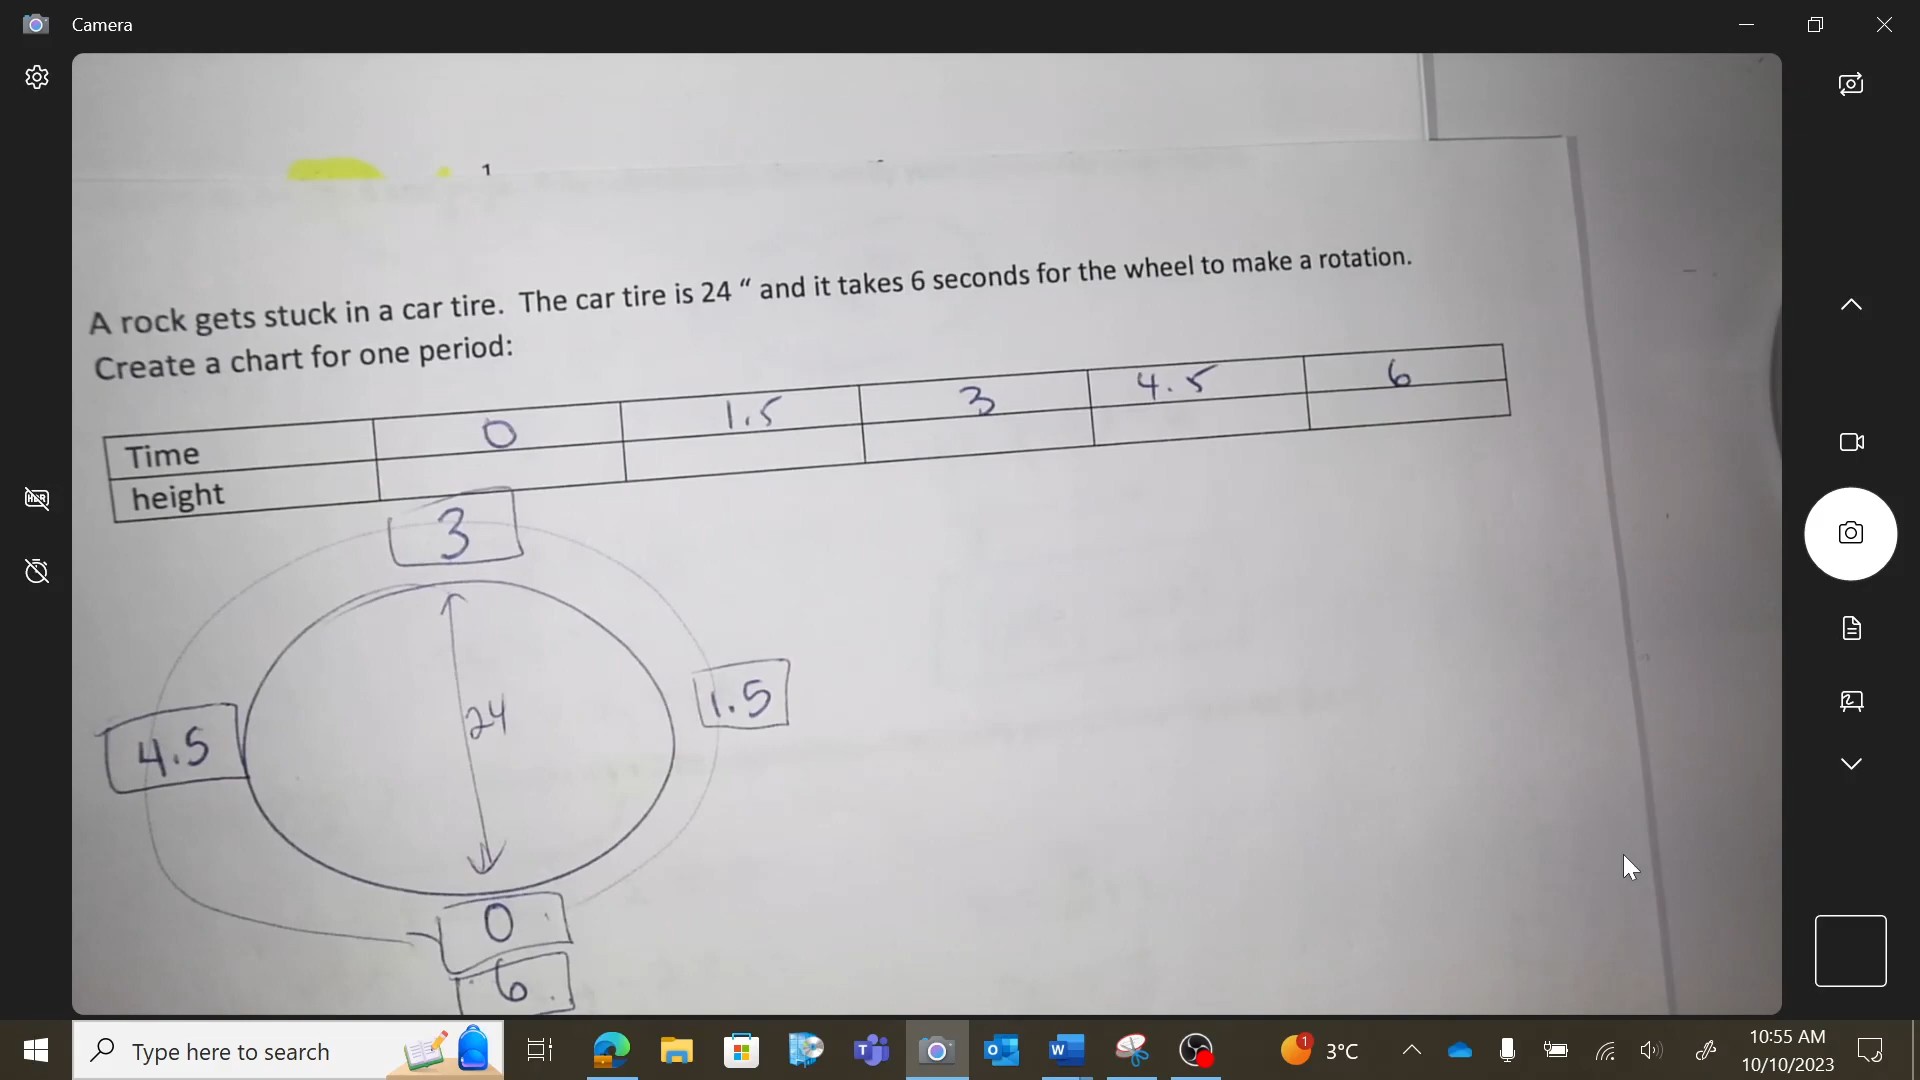 Camera
1
A rock gets stuck in a car tire. The car tire is 24 “ and it takes 6 seconds for the wheel to make a rotation.
Create a chart for one period:
Time 0 1.5 3 4.5 6
height
3
24
1.5
4.5
0
6
Type here to search
1 3°C
10:55 AM
10/10/2023